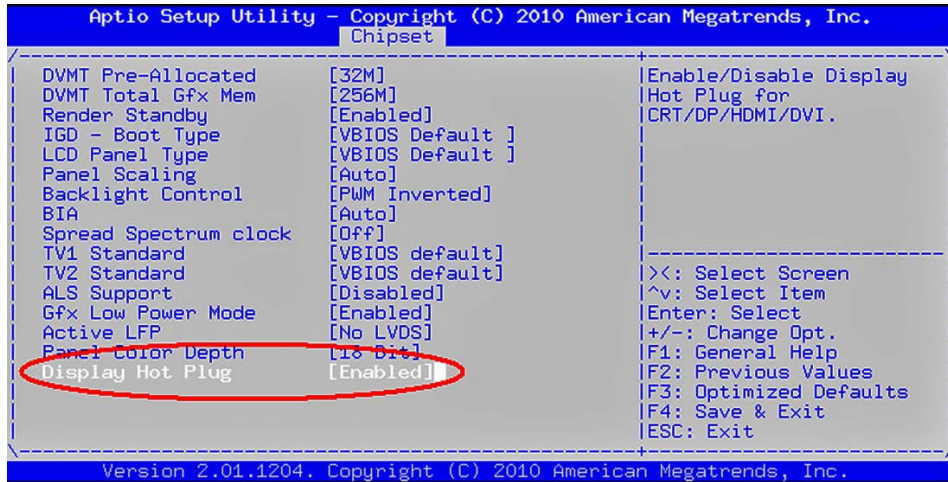 Aptio Setup Utility – Copyright (C) 2010 American Megatrends, Inc.
Chipset
DVMT Pre-Allocated [32M]
DVMT Total Gfx Mem [256M]
Render Standby [Enabled]
IGD - Boot Type [VBIOS Default ]
LCD Panel Type [VBIOS Default ]
Panel Scaling [Auto]
Backlight Control [PWM Inverted]
BIA [Auto]
Spread Spectrum clock [Off]
TV1 Standard [VBIOS default]
TV2 Standard [VBIOS default]
ALS Support [Disabled]
Gfx Low Power Mode [Enabled]
Active LFP [No LVDS]
Panel Color Depth [18 Bit]
Display Hot Plug [Enabled]
Enable/Disable Display
Hot Plug for
CRT/DP/HDMI/DVI.
><: Select Screen
^v: Select Item
Enter: Select
+/-: Change Opt.
F1: General Help
F2: Previous Values
F3: Optimized Defaults
F4: Save & Exit
ESC: Exit
Version 2.01.1204. Copyright (C) 2010 American Megatrends, Inc.